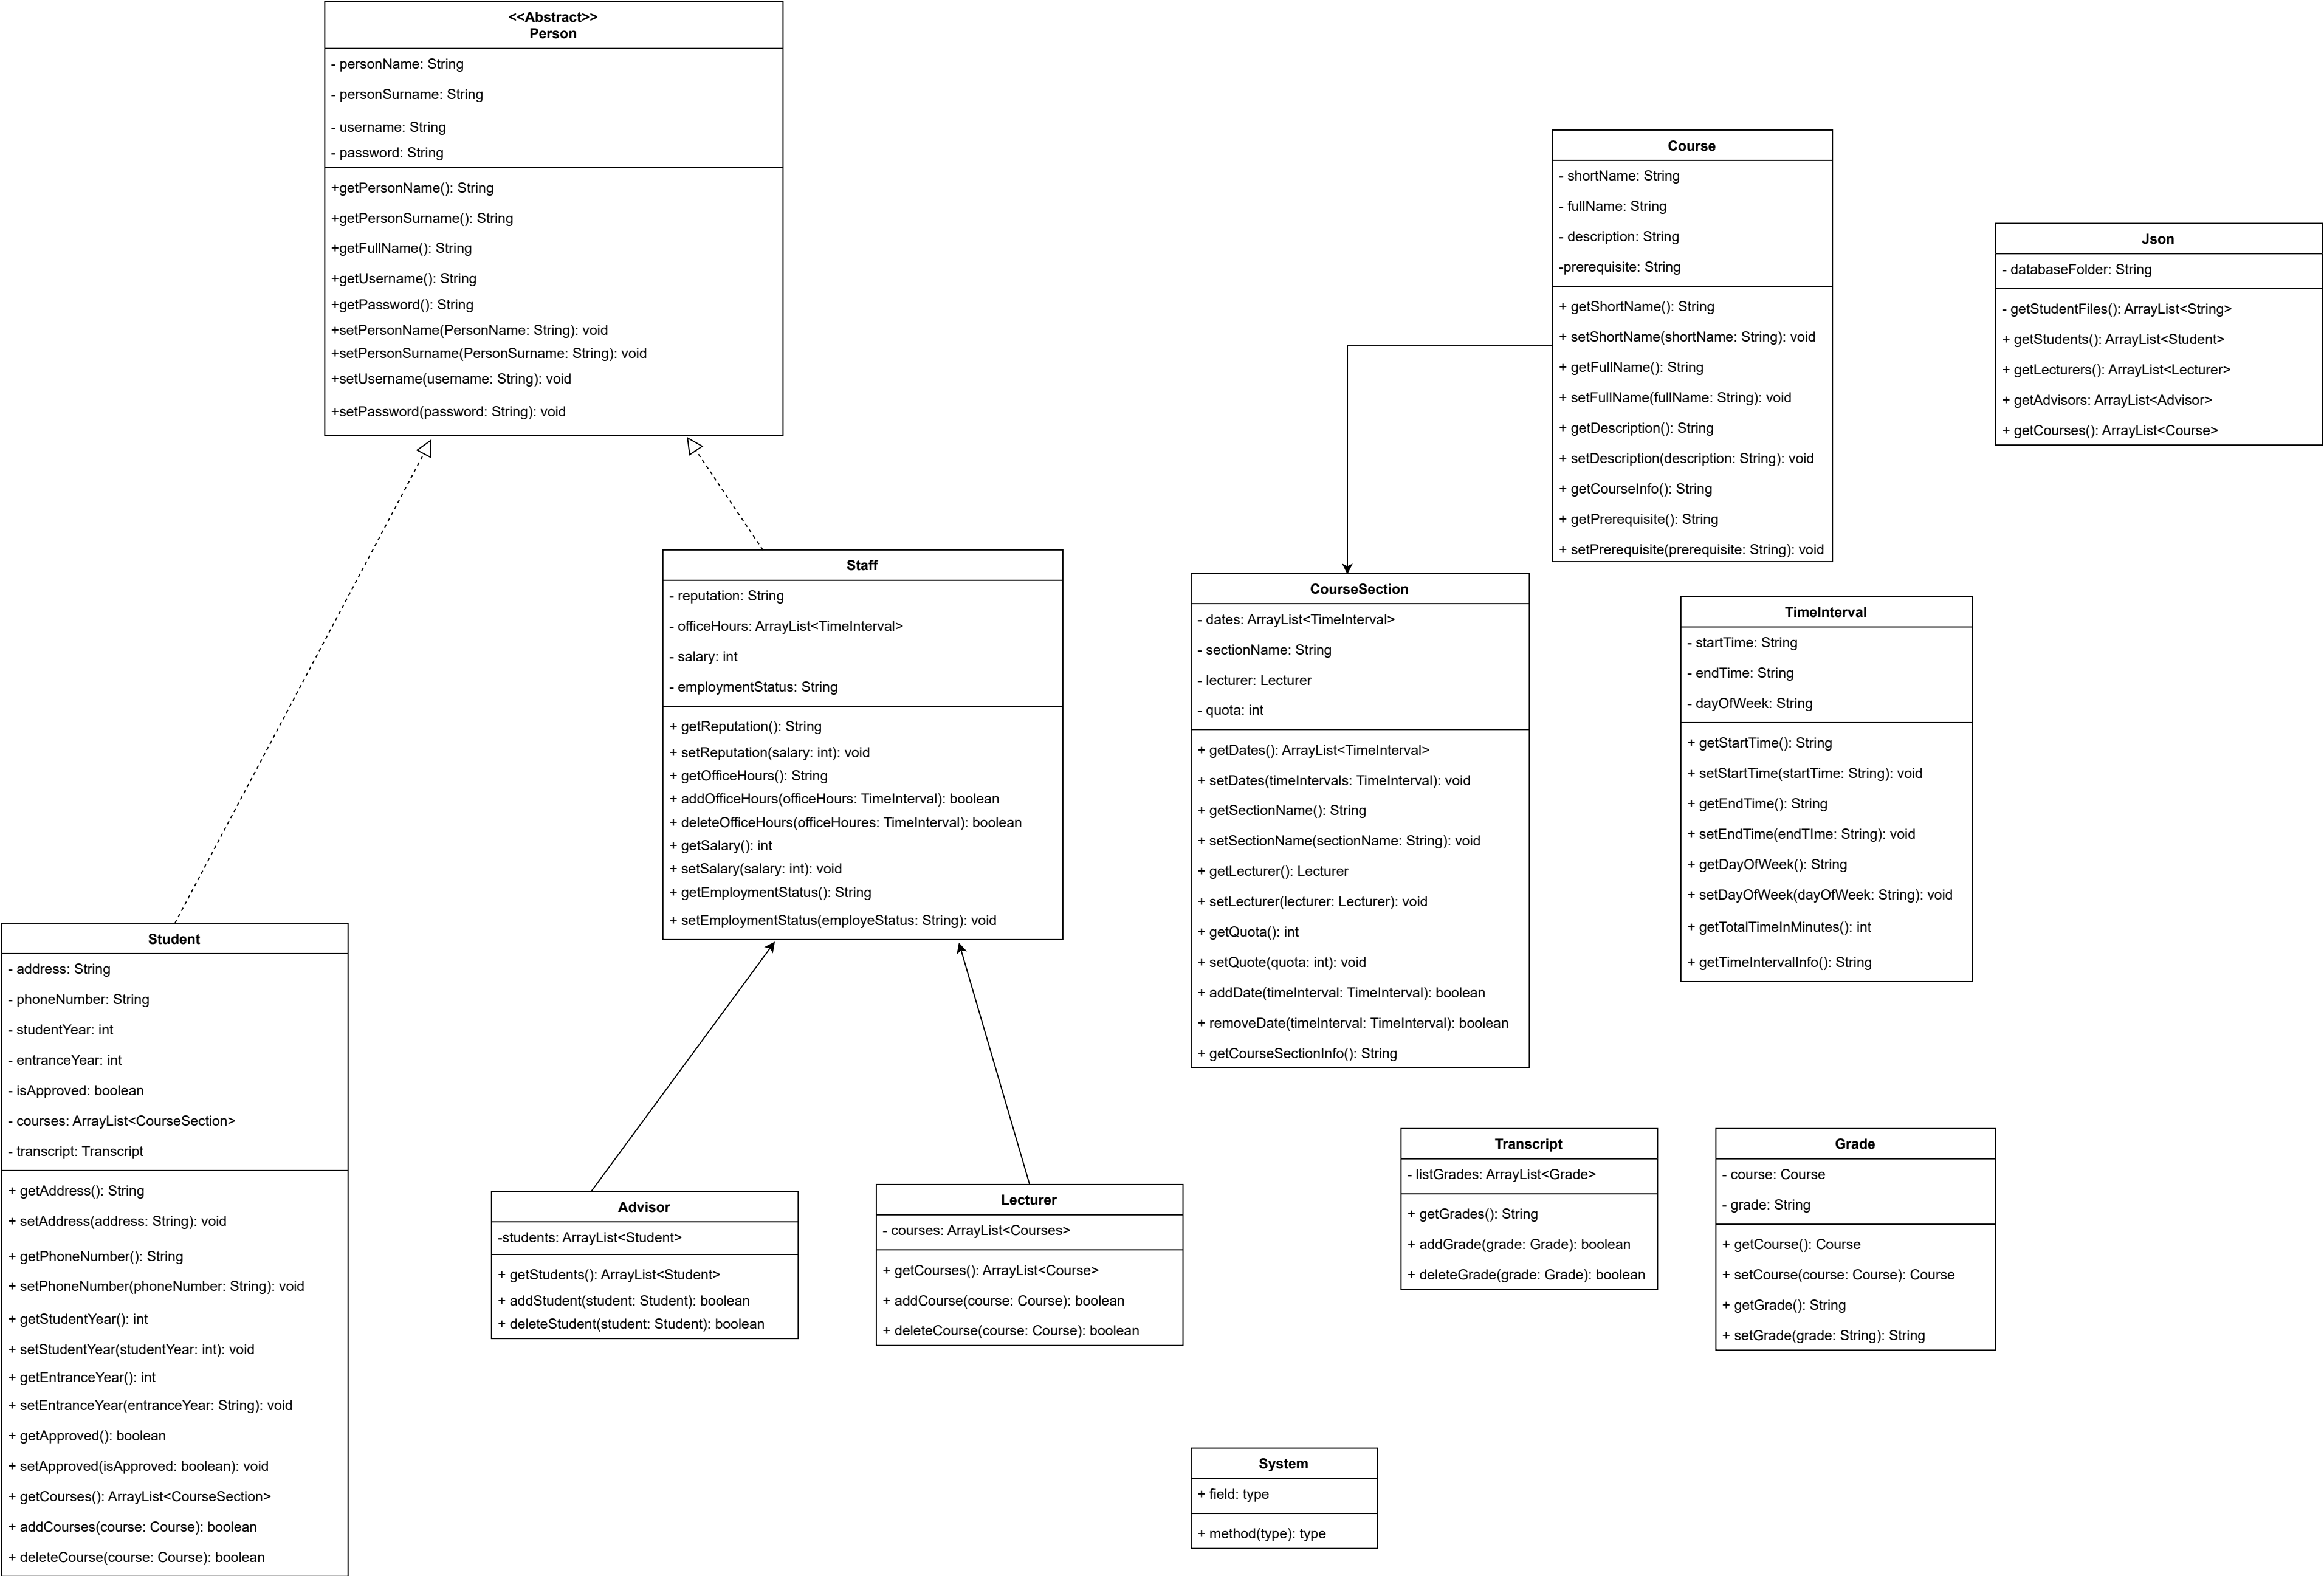 <<Abstract>>
Person
- personName: String
- personSurname: String
- username: String
- password: String
+getPersonName(): String
+getPersonSurname(): String
+getFullName(): String
+getUsername(): String
+getPassword(): String
+setPersonName(PersonName: String): void
+setPersonSurname(PersonSurname: String): void
+setUsername(username: String): void
+setPassword(password: String): void
Course
- shortName: String
- fullName: String
- description: String
-prerequisite: String
+ getShortName(): String
+ setShortName(shortName: String): void
+ getFullName(): String
+ setFullName(fullName: String): void
+ getDescription(): String
+ setDescription(description: String): void
+ getCourseInfo(): String
+ getPrerequisite(): String
+ setPrerequisite(prerequisite: String): void
Json
- databaseFolder: String
- getStudentFiles(): ArrayList<String>
+ getStudents(): ArrayList<Student>
+ getLecturers(): ArrayList<Lecturer>
+ getAdvisors: ArrayList<Advisor>
+ getCourses(): ArrayList<Course>
Staff
- reputation: String
- officeHours: ArrayList<TimeInterval>
- salary: int
- employmentStatus: String
+ getReputation(): String
+ setReputation(salary: int): void
+ getOfficeHours(): String
+ addOfficeHours(officeHours: TimeInterval): boolean
+ deleteOfficeHours(officeHoures: TimeInterval): boolean
+ getSalary(): int
+ setSalary(salary: int): void
+ getEmploymentStatus(): String
+ setEmploymentStatus(employeStatus: String): void
CourseSection
- dates: ArrayList<TimeInterval>
- sectionName: String
- lecturer: Lecturer
- quota: int
+ getDates(): ArrayList<TimeInterval>
+ setDates(timeIntervals: TimeInterval): void
+ getSectionName(): String
+ setSectionName(sectionName: String): void
+ getLecturer(): Lecturer
+ setLecturer(lecturer: Lecturer): void
+ getQuota(): int
+ setQuote(quota: int): void
+ addDate(timeInterval: TimeInterval): boolean
+ removeDate(timeInterval: TimeInterval): boolean
+ getCourseSectionInfo(): String
TimeInterval
- startTime: String
- endTime: String
- dayOfWeek: String
+ getStartTime(): String
+ setStartTime(startTime: String): void
+ getEndTime(): String
+ setEndTime(endTIme: String): void
+ getDayOfWeek(): String
+ setDayOfWeek(dayOfWeek: String): void
+ getTotalTimeInMinutes(): int
+ getTimeIntervalInfo(): String
Student
- address: String
- phoneNumber: String
- studentYear: int
- entranceYear: int
- isApproved: boolean
- courses: ArrayList<CourseSection>
- transcript: Transcript
+ getAddress(): String
+ setAddress(address: String): void
+ getPhoneNumber(): String
+ setPhoneNumber(phoneNumber: String): void
+ getStudentYear(): int
+ setStudentYear(studentYear: int): void
+ getEntranceYear(): int
+ setEntranceYear(entranceYear: String): void
+ getApproved(): boolean
+ setApproved(isApproved: boolean): void
+ getCourses(): ArrayList<CourseSection>
+ addCourses(course: Course): boolean
+ deleteCourse(course: Course): boolean
Advisor
-students: ArrayList<Student>
+ getStudents(): ArrayList<Student>
+ addStudent(student: Student): boolean
+ deleteStudent(student: Student): boolean
Lecturer
- courses: ArrayList<Courses>
+ getCourses(): ArrayList<Course>
+ addCourse(course: Course): boolean
+ deleteCourse(course: Course): boolean
Transcript
- listGrades: ArrayList<Grade>
+ getGrades(): String
+ addGrade(grade: Grade): boolean
+ deleteGrade(grade: Grade): boolean
Grade
- course: Course
- grade: String
+ getCourse(): Course
+ setCourse(course: Course): Course
+ getGrade(): String
+ setGrade(grade: String): String
System
+ field: type
+ method(type): type